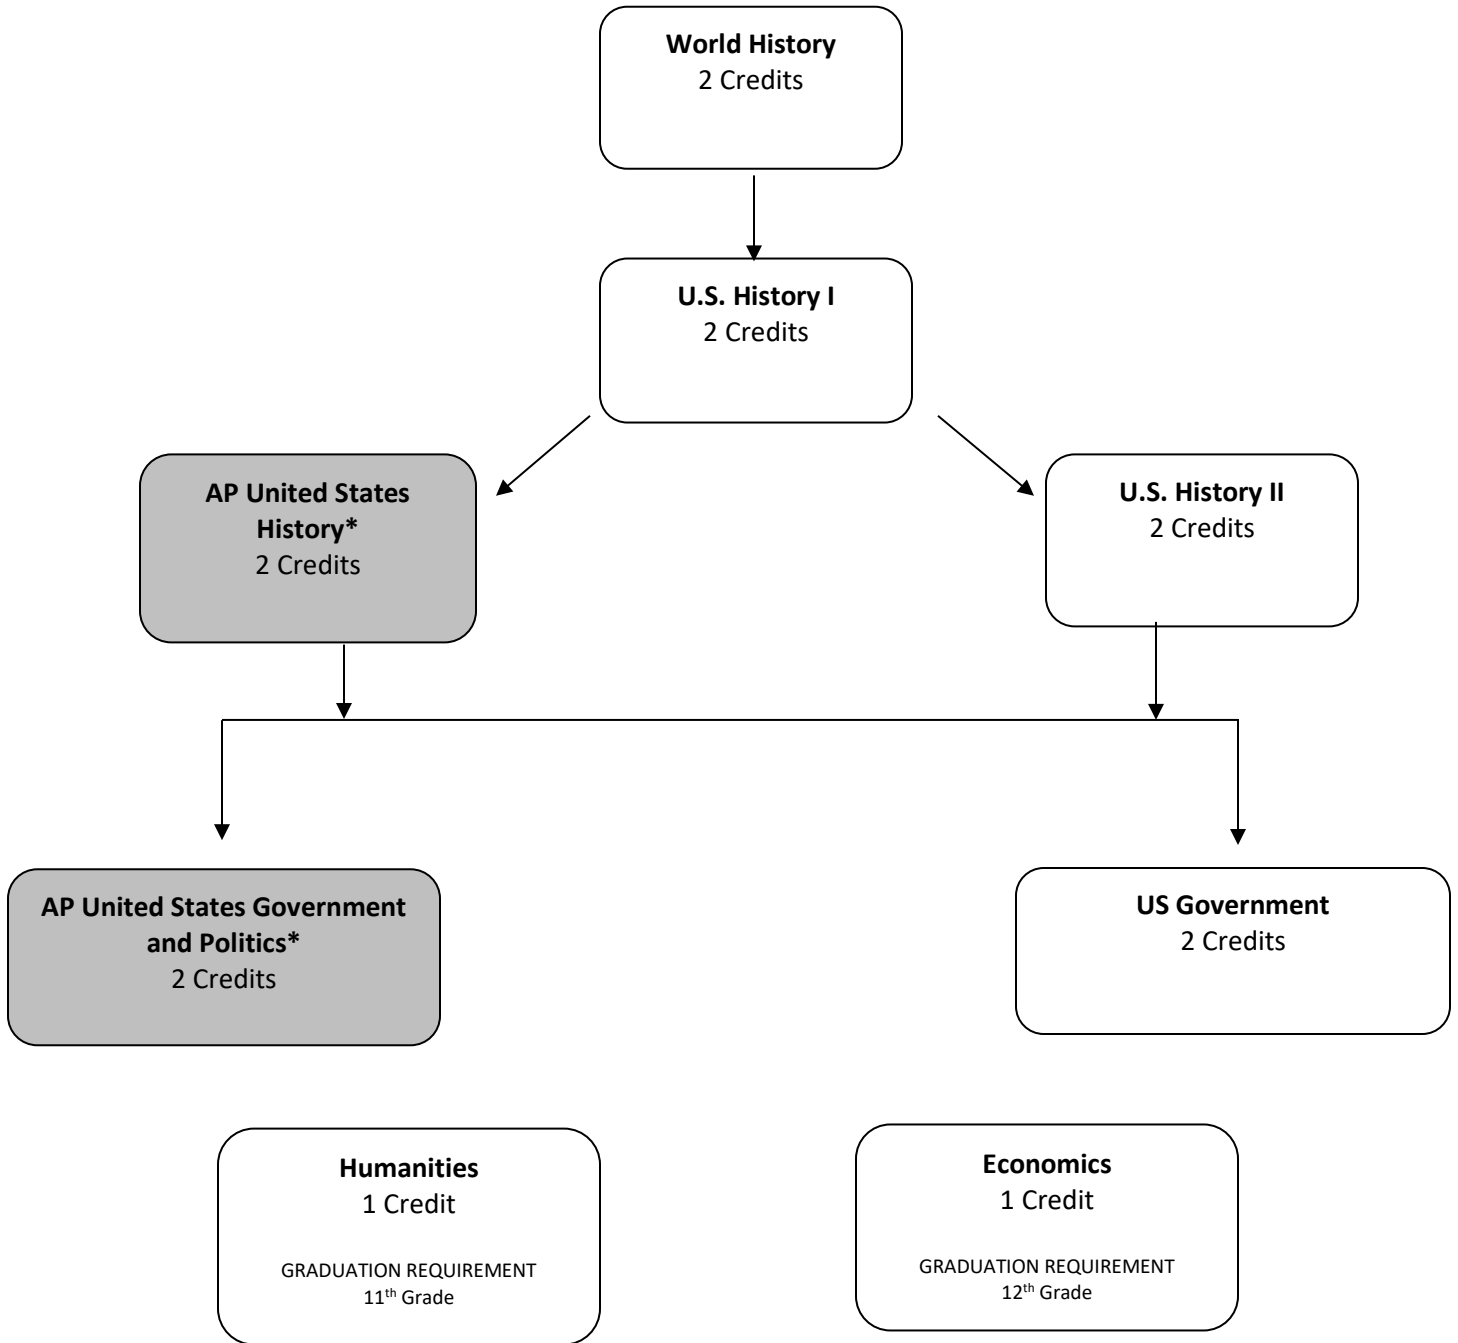 World History
2 Credits
U.S. History I
2 Credits
AP United States
History*
2 Credits
U.S. History II
2 Credits
AP United States Government
and Politics*
2 Credits
US Government
2 Credits
Humanities
1 Credit
GRADUATION REQUIREMENT
11th Grade
Economics
1 Credit
GRADUATION REQUIREMENT
12th Grade